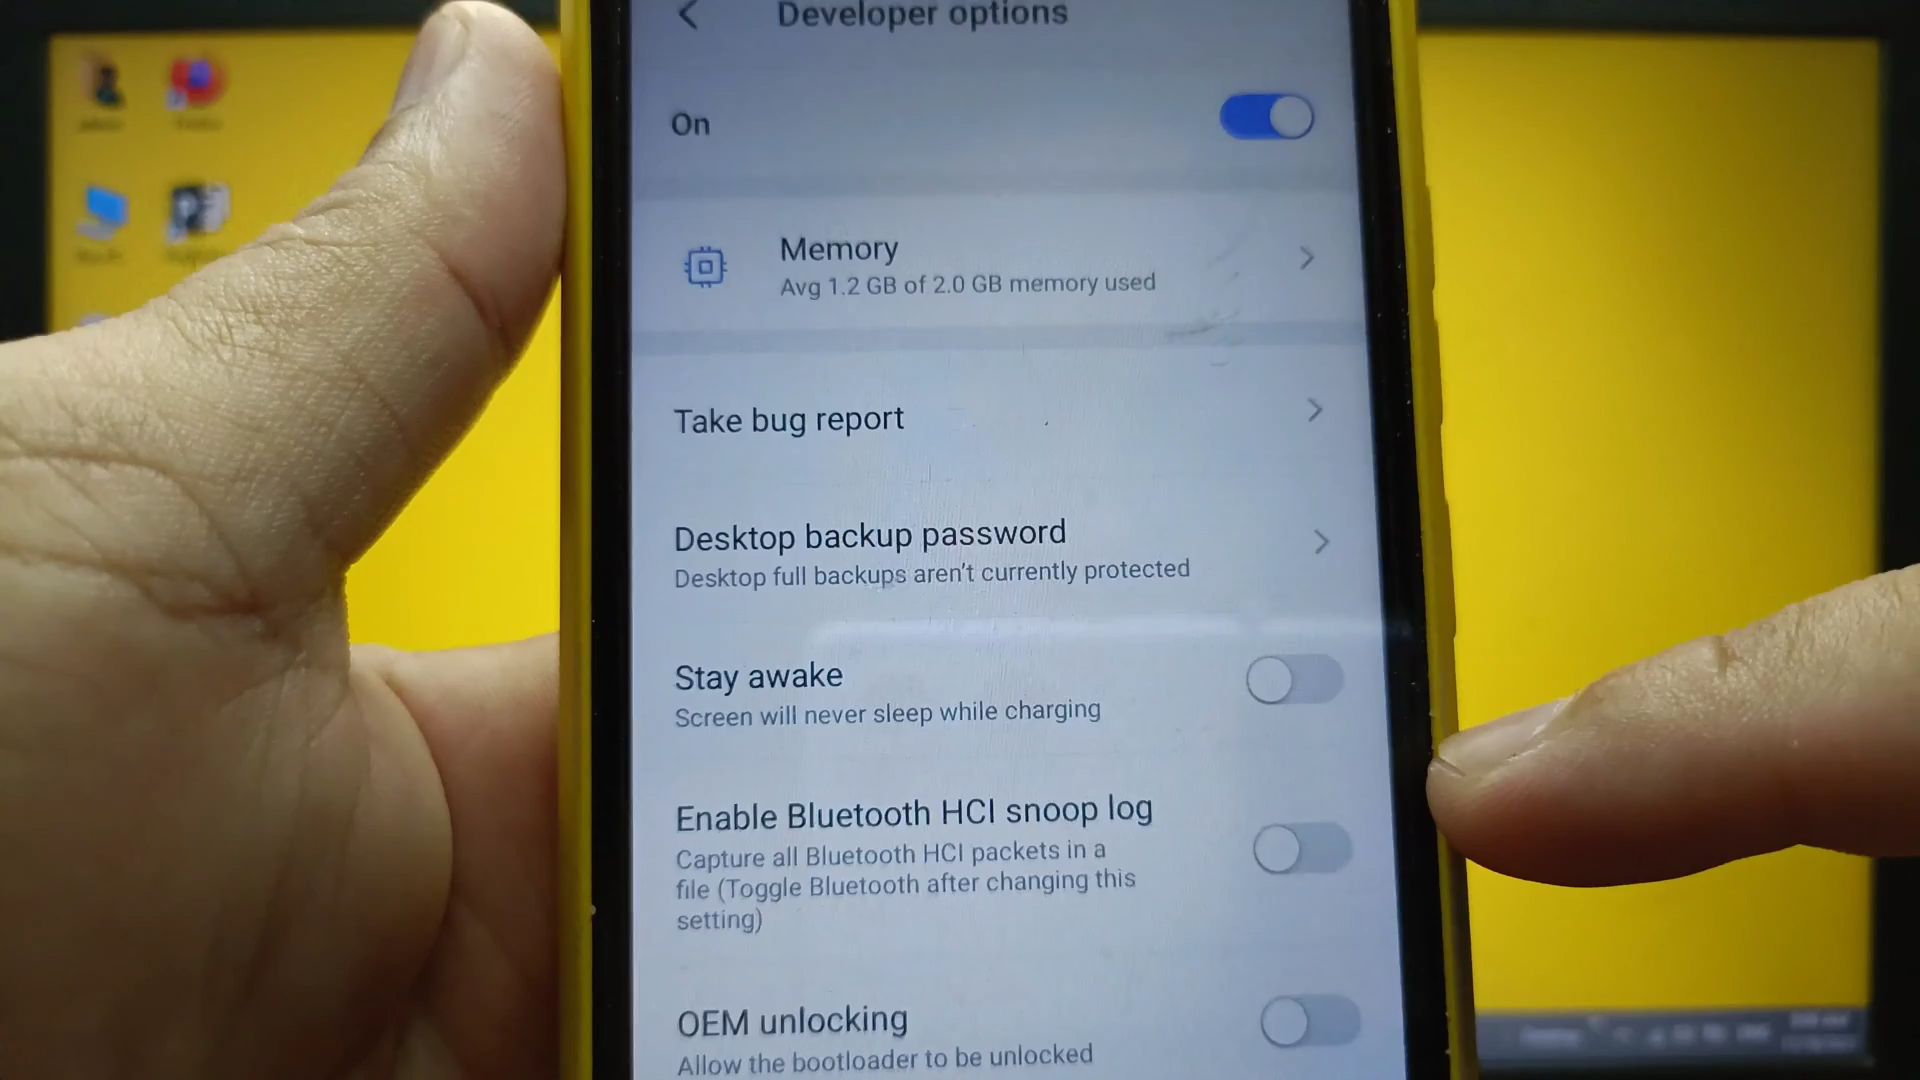 Developer options
On
Memory
Avg 1.2 GB of 2.0 GB memory used
Take bug report
Desktop backup password
Desktop full backups aren't currently protected
Stay awake
Screen will never sleep while charging
Enable Bluetooth HCI snoop log
Capture all Bluetooth HCI packets in a
file (Toggle Bluetooth after changing this
setting)
OEM unlocking
Allow the bootloader to be unlocked